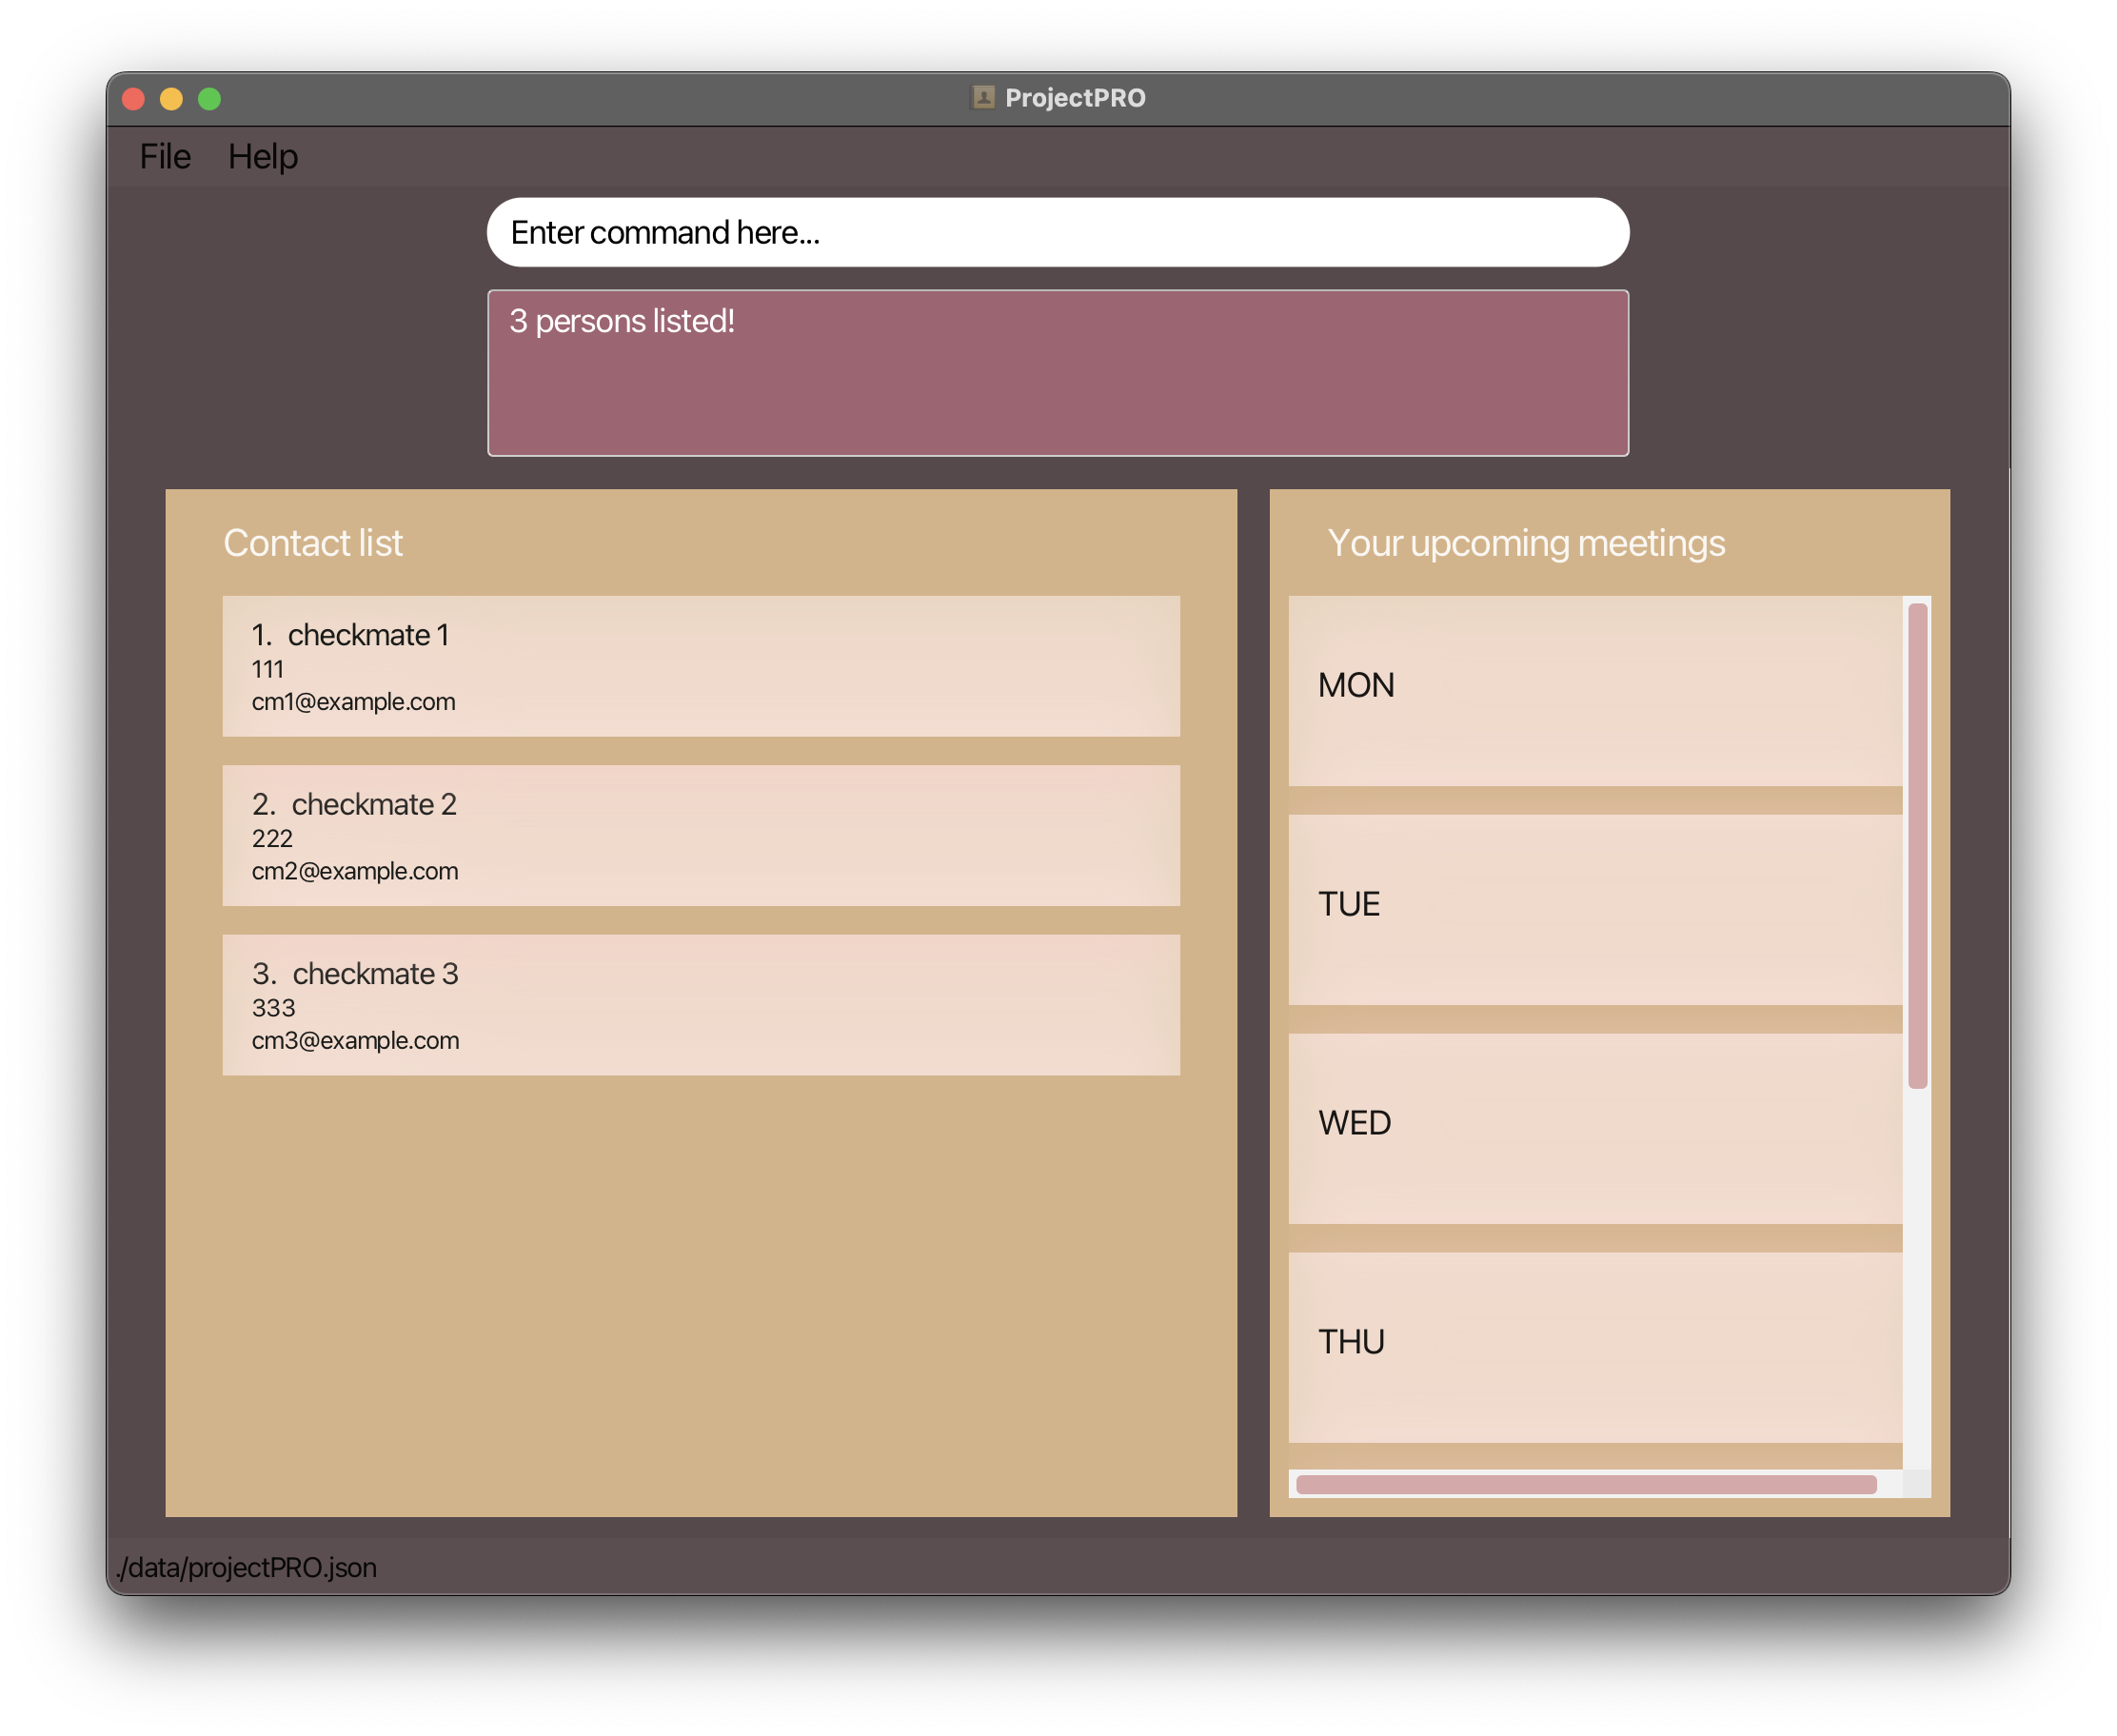 ProjectPRO
File Help
Enter command here...
3 persons listed!
Contact list
1. checkmate 1
111
cm1@example.com
2. checkmate 2
222
cm2@example.com
3. checkmate 3
333
cm3@example.com
Your upcoming meetings
MON
TUE
WED
THU
./data/projectPRO.json